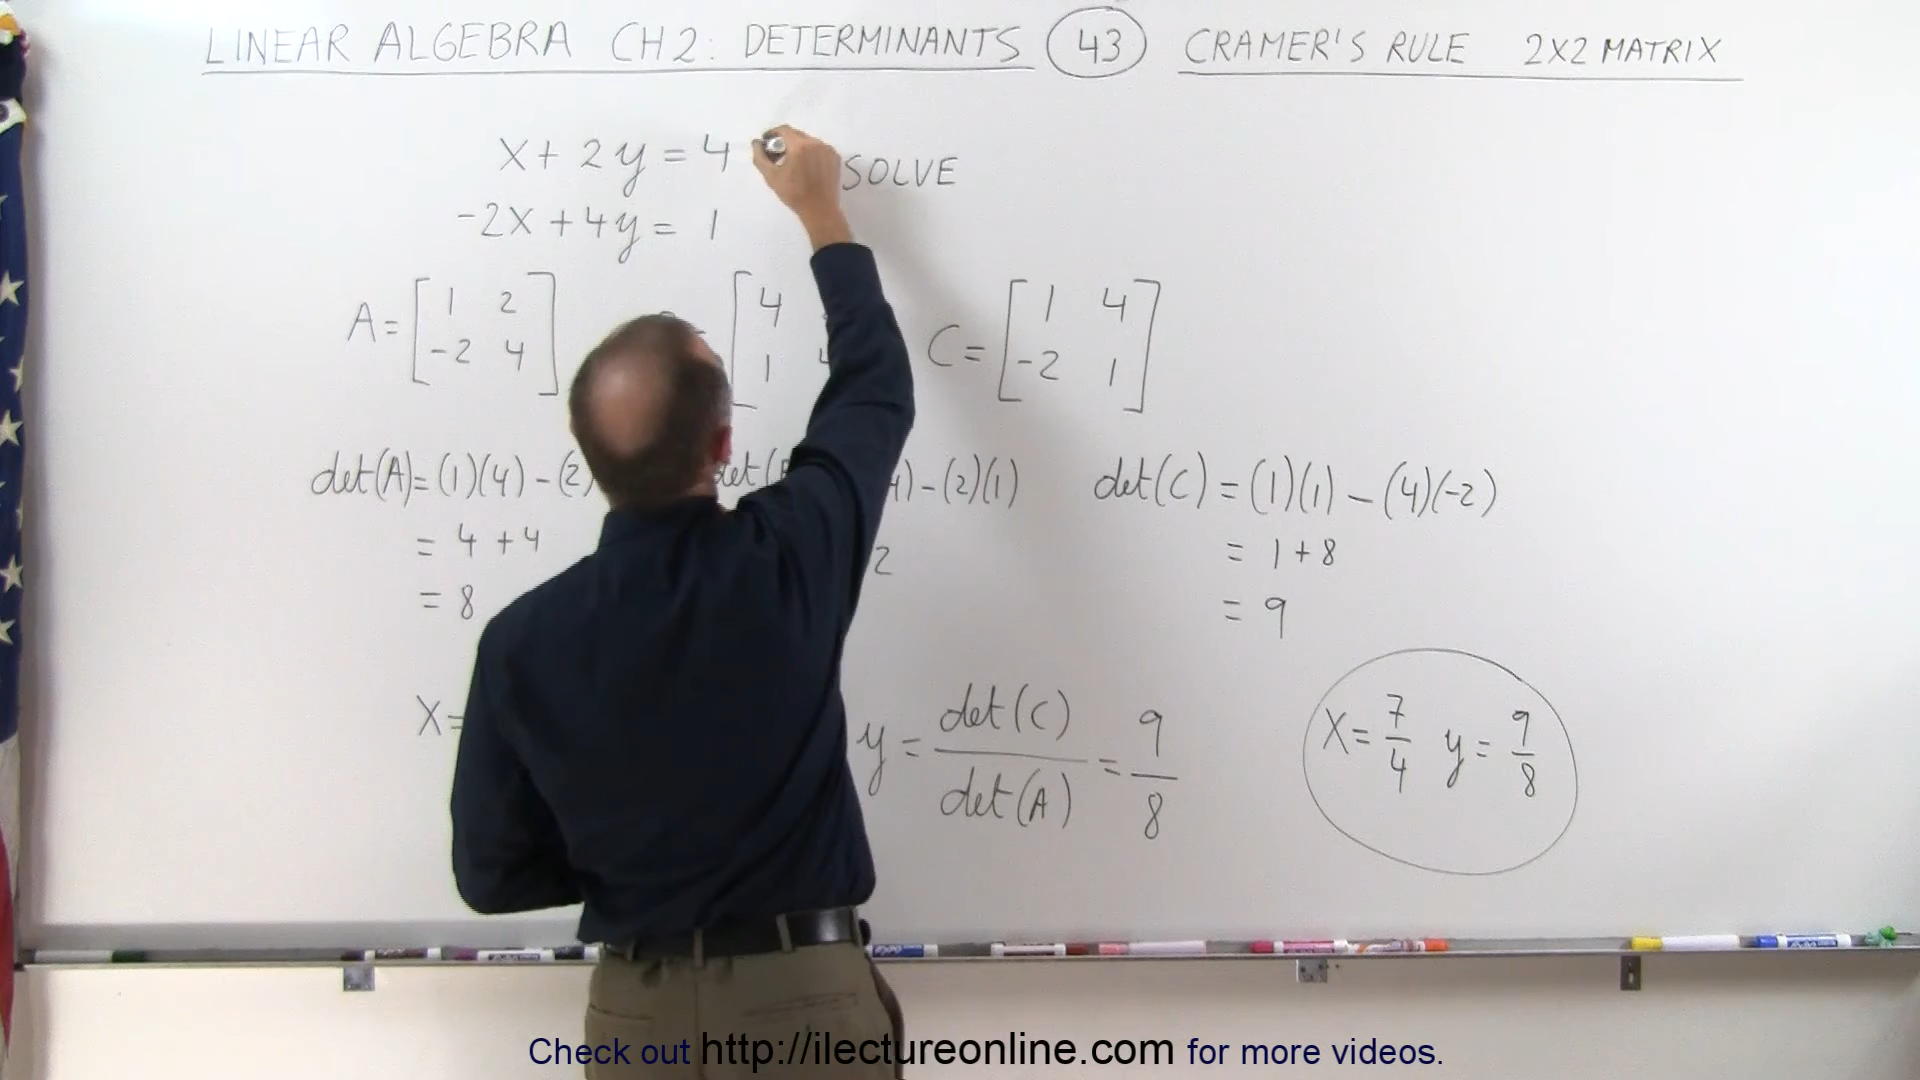 LINEAR ALGEBRA CH2: DETERMINANTS 43 CRAMER'S RULE 2X2 MATRIX
x + 2y = 4 SOLVE
-2x + 4y = 1
A = [ 1 2 ] [ 4 C = [ 1 4 ]
[ -2 4 ] [ 1 [ -2 1 ]
det(A) = (1)(4) - (2) det( ) - (2)(1) det(C) = (1)(1) - (4)(-2)
= 4 + 4 2 = 1 + 8
= 8 = 9
x = y = det(C)/det(A) = 9/8 x = 7/4 y = 9/8
EXPO
Check out http://ilectureonline.com for more videos.